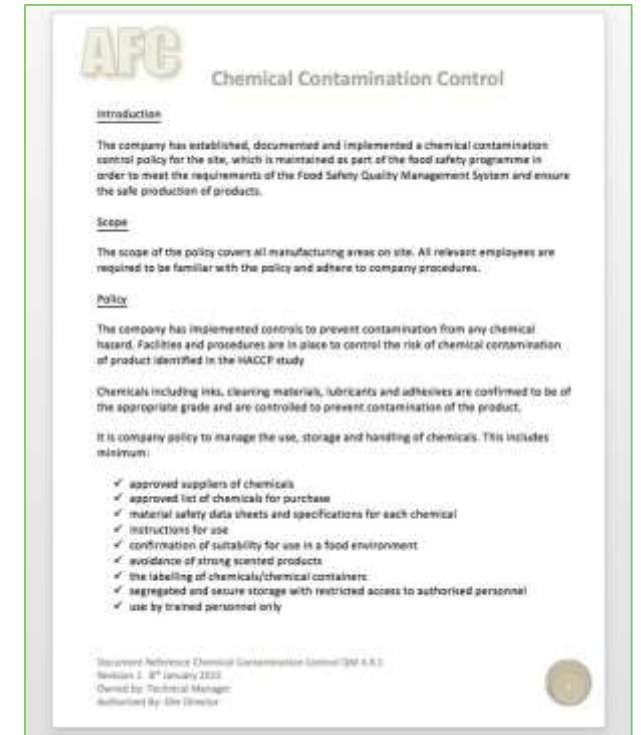 AFC
Chemical Contamination Control
Introduction
The company has established, documented and implemented a chemical contamination
control policy for the site, which is maintained as part of the food safety programme in
order to meet the requirements of the Food Safety Quality Management System and ensure
the safe production of products.
Scope
The scope of the policy covers all manufacturing areas on site. All relevant employees are
required to be familiar with the policy and adhere to company procedures.
Policy
The company has implemented controls to prevent contamination from any chemical
hazard. Facilities and procedures are in place to control the risk of chemical contamination
of product identified in the HACCP study
Chemicals including inks, cleaning materials, lubricants and adhesives are confirmed to be of
the appropriate grade and are controlled to prevent contamination of the product.
It is company policy to manage the use, storage and handling of chemicals. This includes
minimum:
✓ approved suppliers of chemicals
✓ approved list of chemicals for purchase
✓ material safety data sheets and specifications for each chemical
✓ instructions for use
✓ confirmation of suitability for use in a food environment
✓ avoidance of strong scented products
✓ the labelling of chemicals/chemical containers
✓ segregated and secure storage with restricted access to authorised personnel
✓ use by trained personnel only
Document Reference Chemical Contamination Control QM
Revision 1 8th January
Owned by: Technical Manager
Authorised By: Site Director